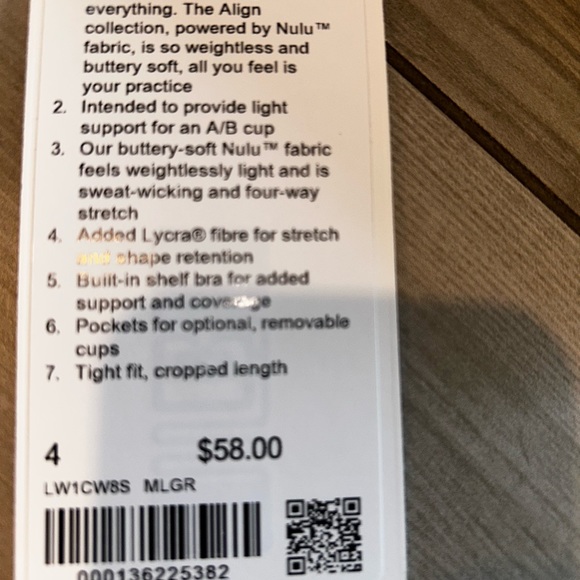 everything. The Align
collection, powered by Nulu™
fabric, is so weightless and
buttery soft, all you feel is
your practice
2. Intended to provide light
support for an A/B cup
3. Our buttery-soft Nulu™ fabric
feels weightlessly light and is
sweat-wicking and four-way
stretch
4. Added Lycra® fibre for stretch
and shape retention
5. Built-in shelf bra for added
support and coverage
6. Pockets for optional, removable
cups
7. Tight fit, cropped length
4 $58.00
LW1CW8S MLGR
000136225382